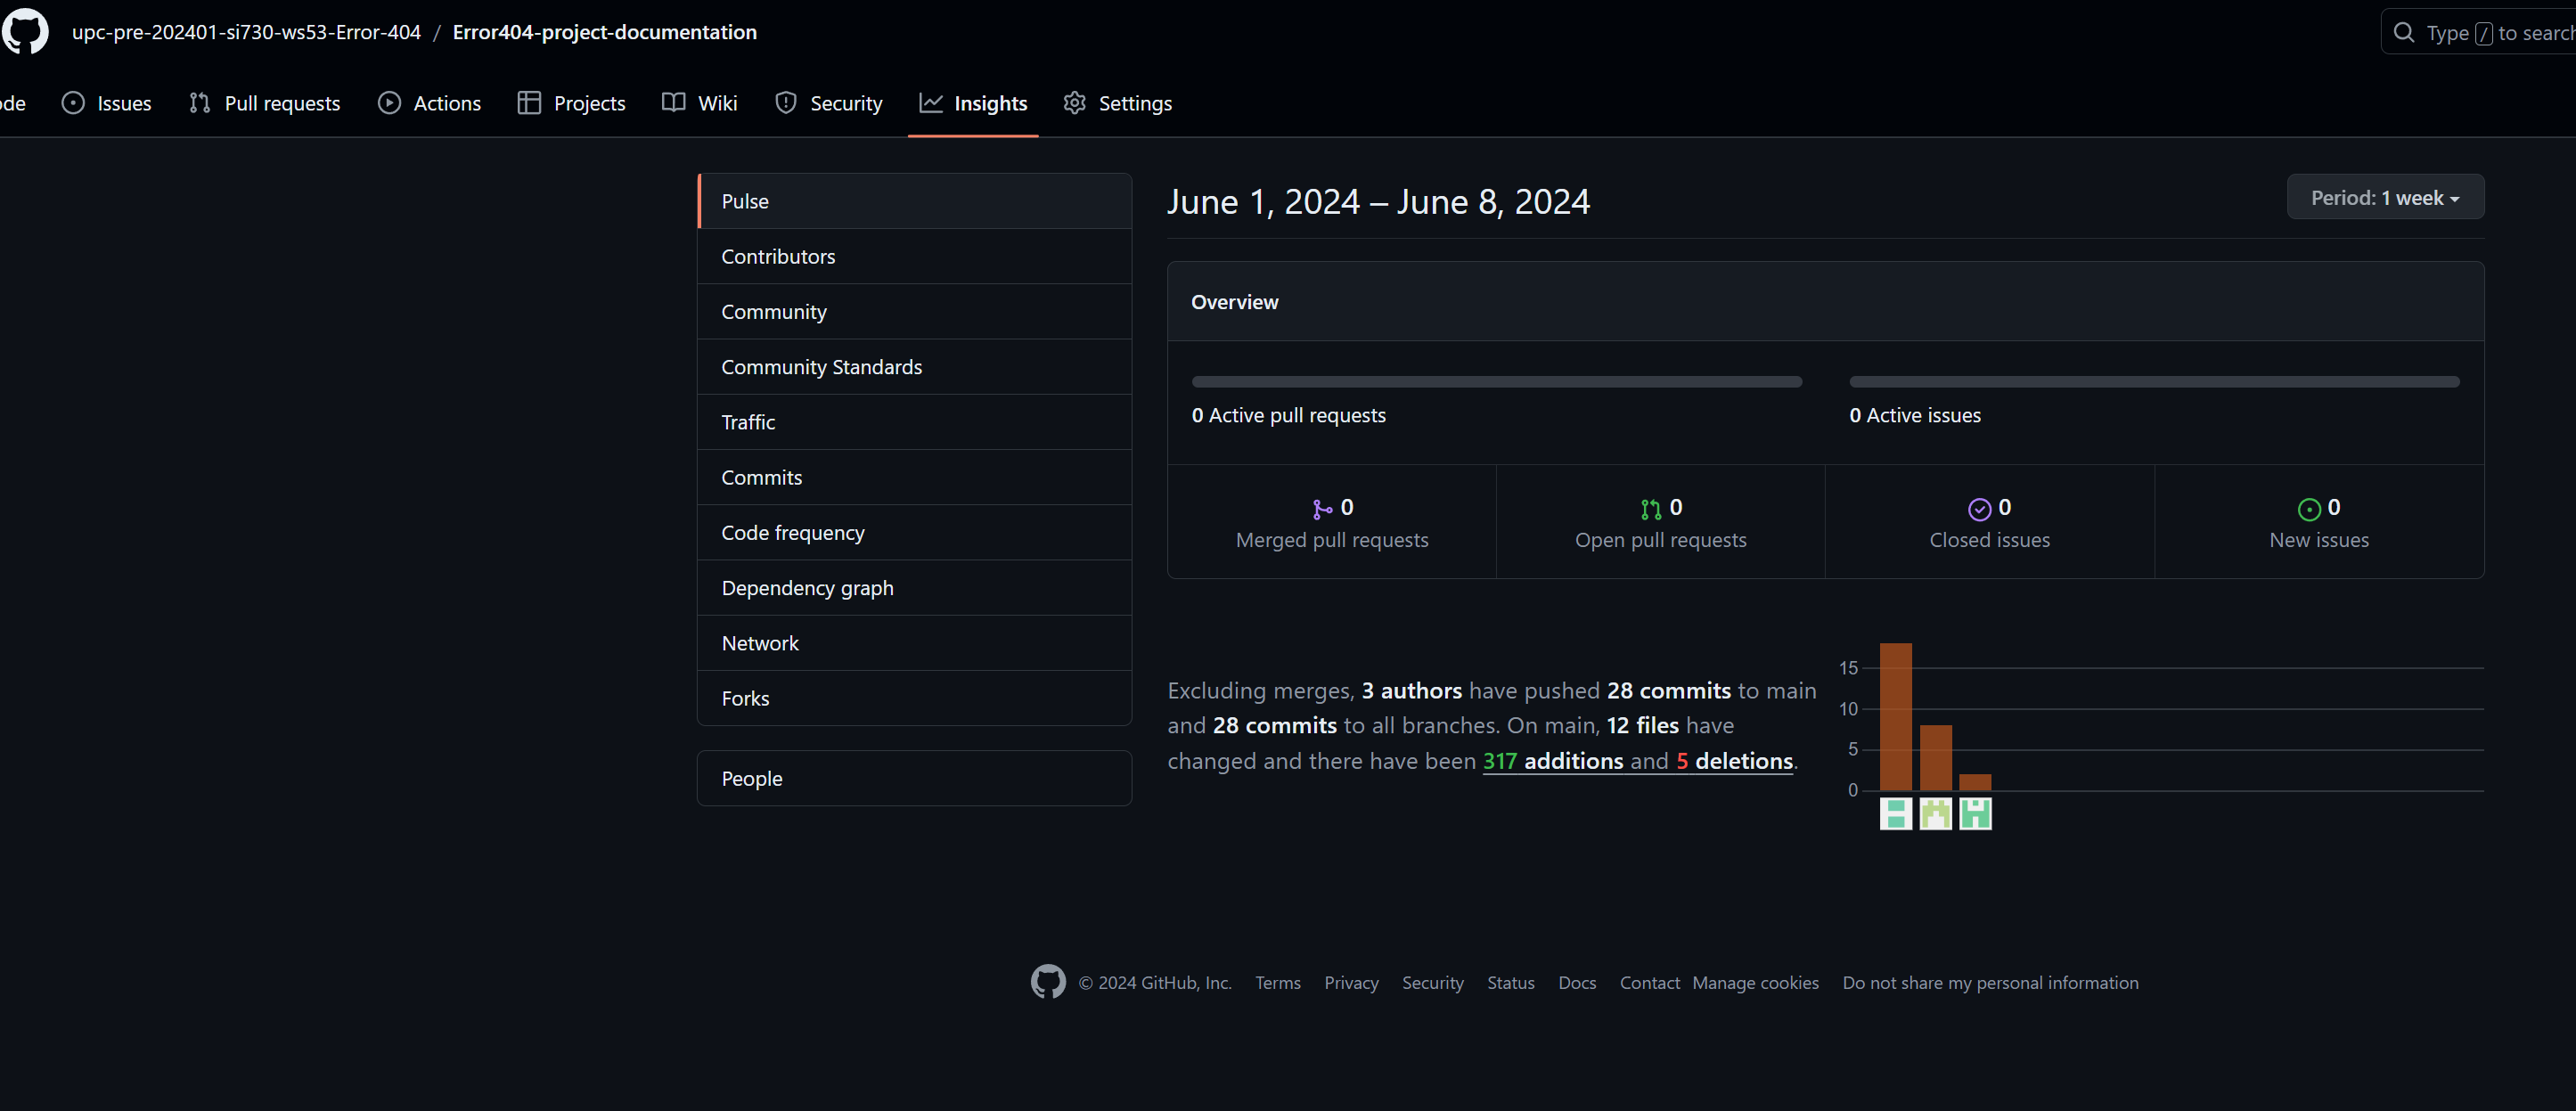 upc-pre-202401-si730-ws53-Error-404 / Error404-project-documentation
Type / to search
de Issues Pull requests Actions Projects Wiki Security Insights Settings
Pulse
Contributors
Community
Community Standards
Traffic
Commits
Code frequency
Dependency graph
Network
Forks
People
June 1, 2024 – June 8, 2024
Period: 1 week
Overview
0 Active pull requests
0 Active issues
0
Merged pull requests
0
Open pull requests
0
Closed issues
0
New issues
Excluding merges, 3 authors have pushed 28 commits to main
and 28 commits to all branches. On main, 12 files have
changed and there have been 317 additions and 5 deletions.
15
10
5
0
© 2024 GitHub, Inc. Terms Privacy Security Status Docs Contact Manage cookies Do not share my personal information